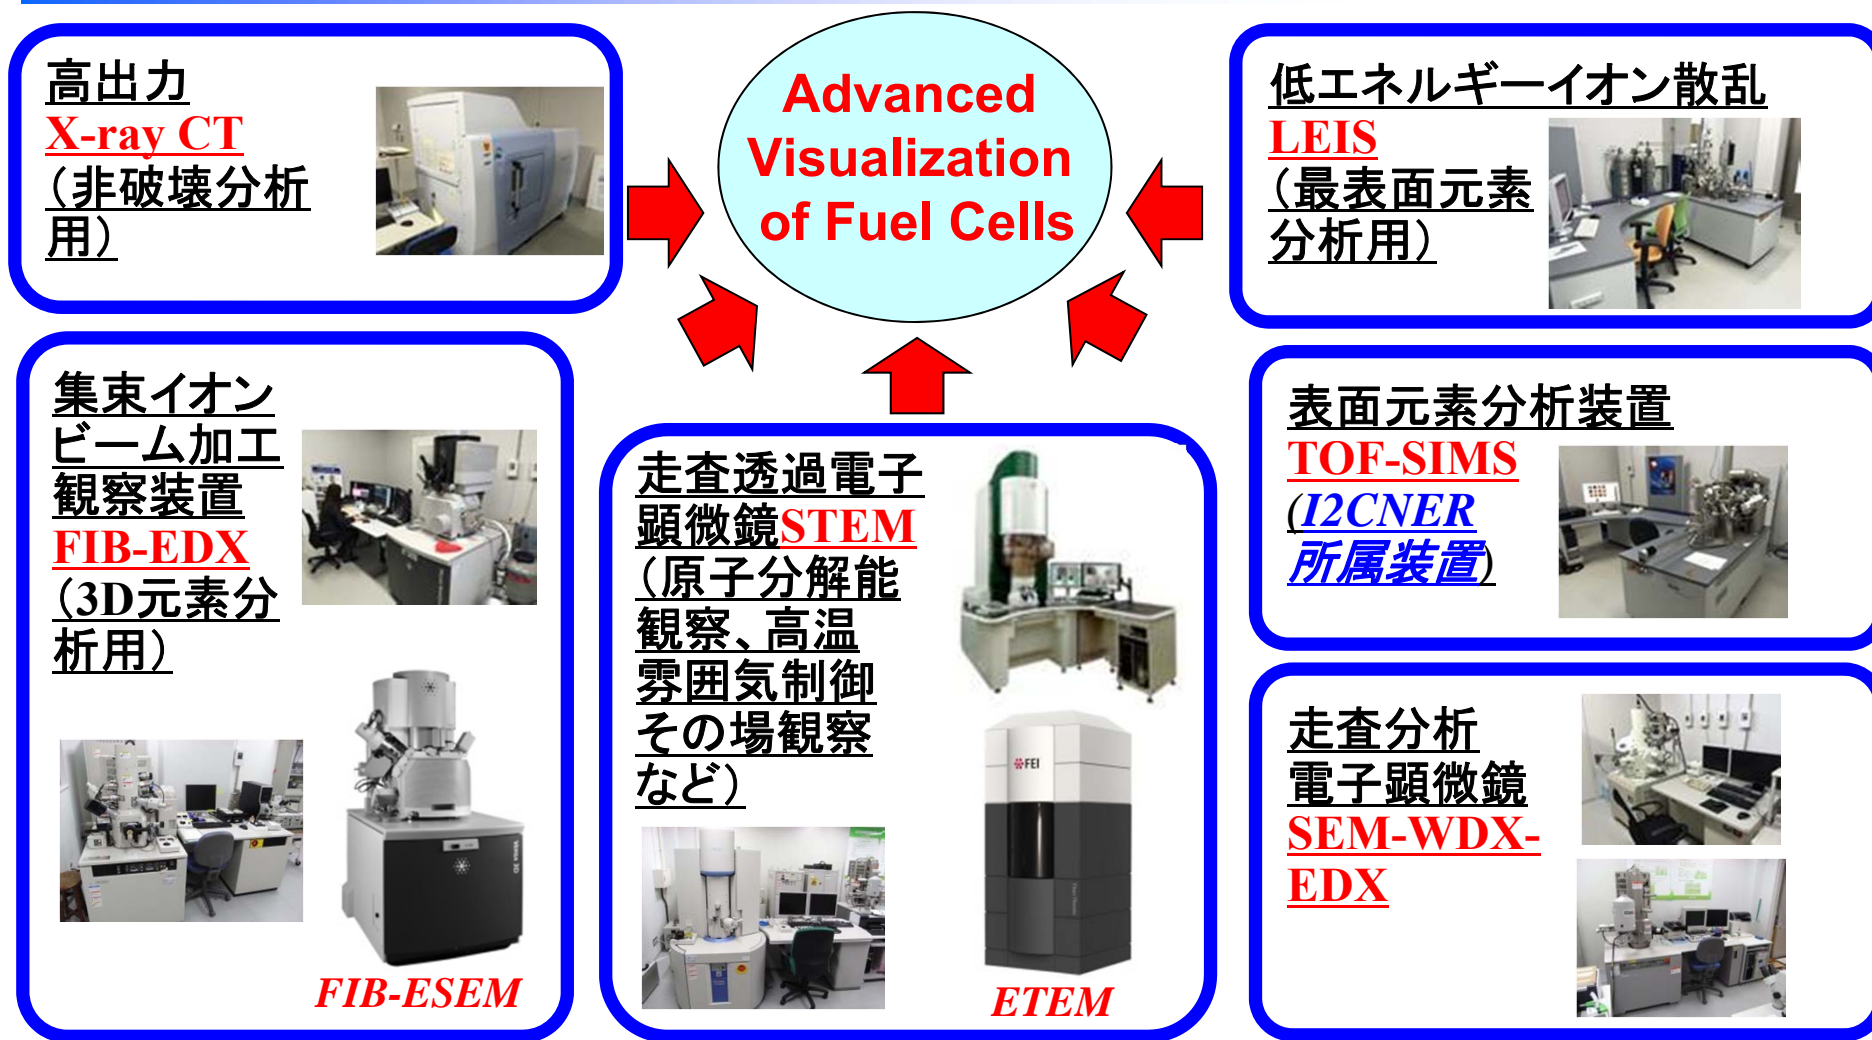 高出力
X-ray CT
（非破壊分析
用）
Advanced
Visualization
of Fuel Cells
低エネルギーイオン散乱
LEIS
（最表面元素
分析用）
集束イオン
ビーム加工
観察装置
FIB-EDX
（3D元素分
析用）
FIB-ESEM
走査透過電子
顕微鏡STEM
（原子分解能
観察、高温
雰囲気制御
その場観察
など）
FEI
ETEM
表面元素分析装置
TOF-SIMS
(I2CNER
所属装置)
走査分析
電子顕微鏡
SEM-WDX-
EDX